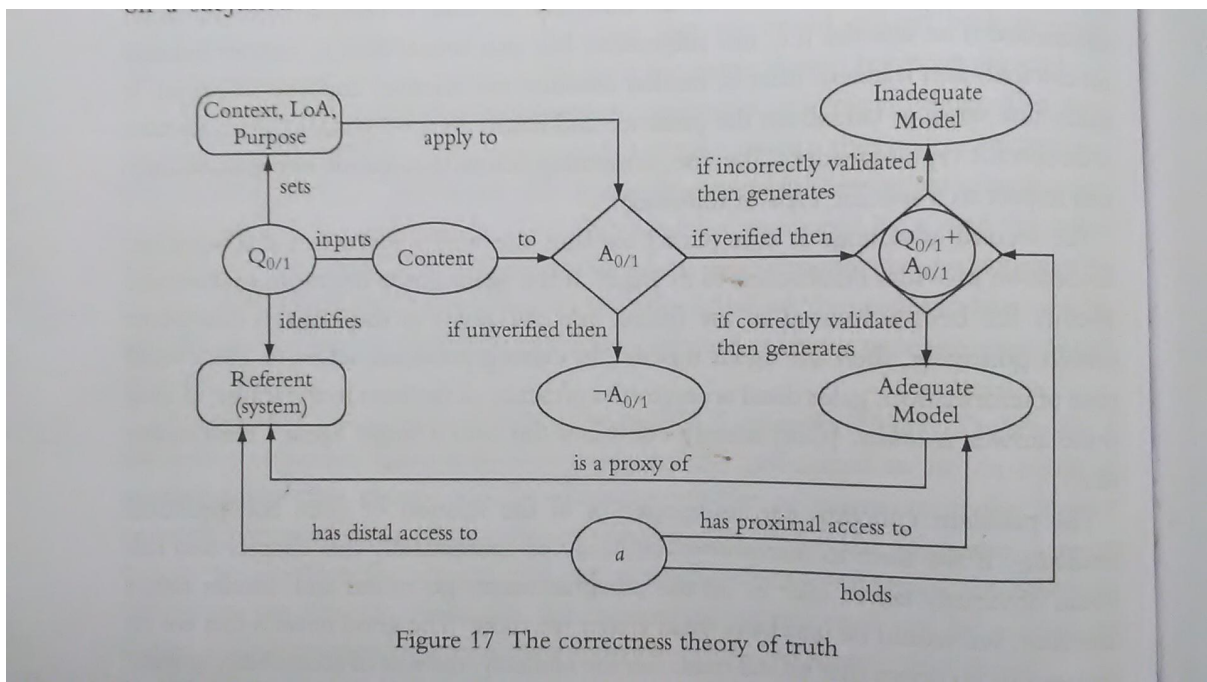 Context, LoA,
Purpose
apply to
Inadequate
Model
sets
if incorrectly validated
then generates
Q0/1
inputs
Content
to
A0/1
if verified then
Q0/1+
A0/1
identifies
if unverified then
if correctly validated
then generates
Referent
(system)
¬A0/1
Adequate
Model
is a proxy of
has distal access to
a
has proximal access to
holds
Figure 17 The correctness theory of truth